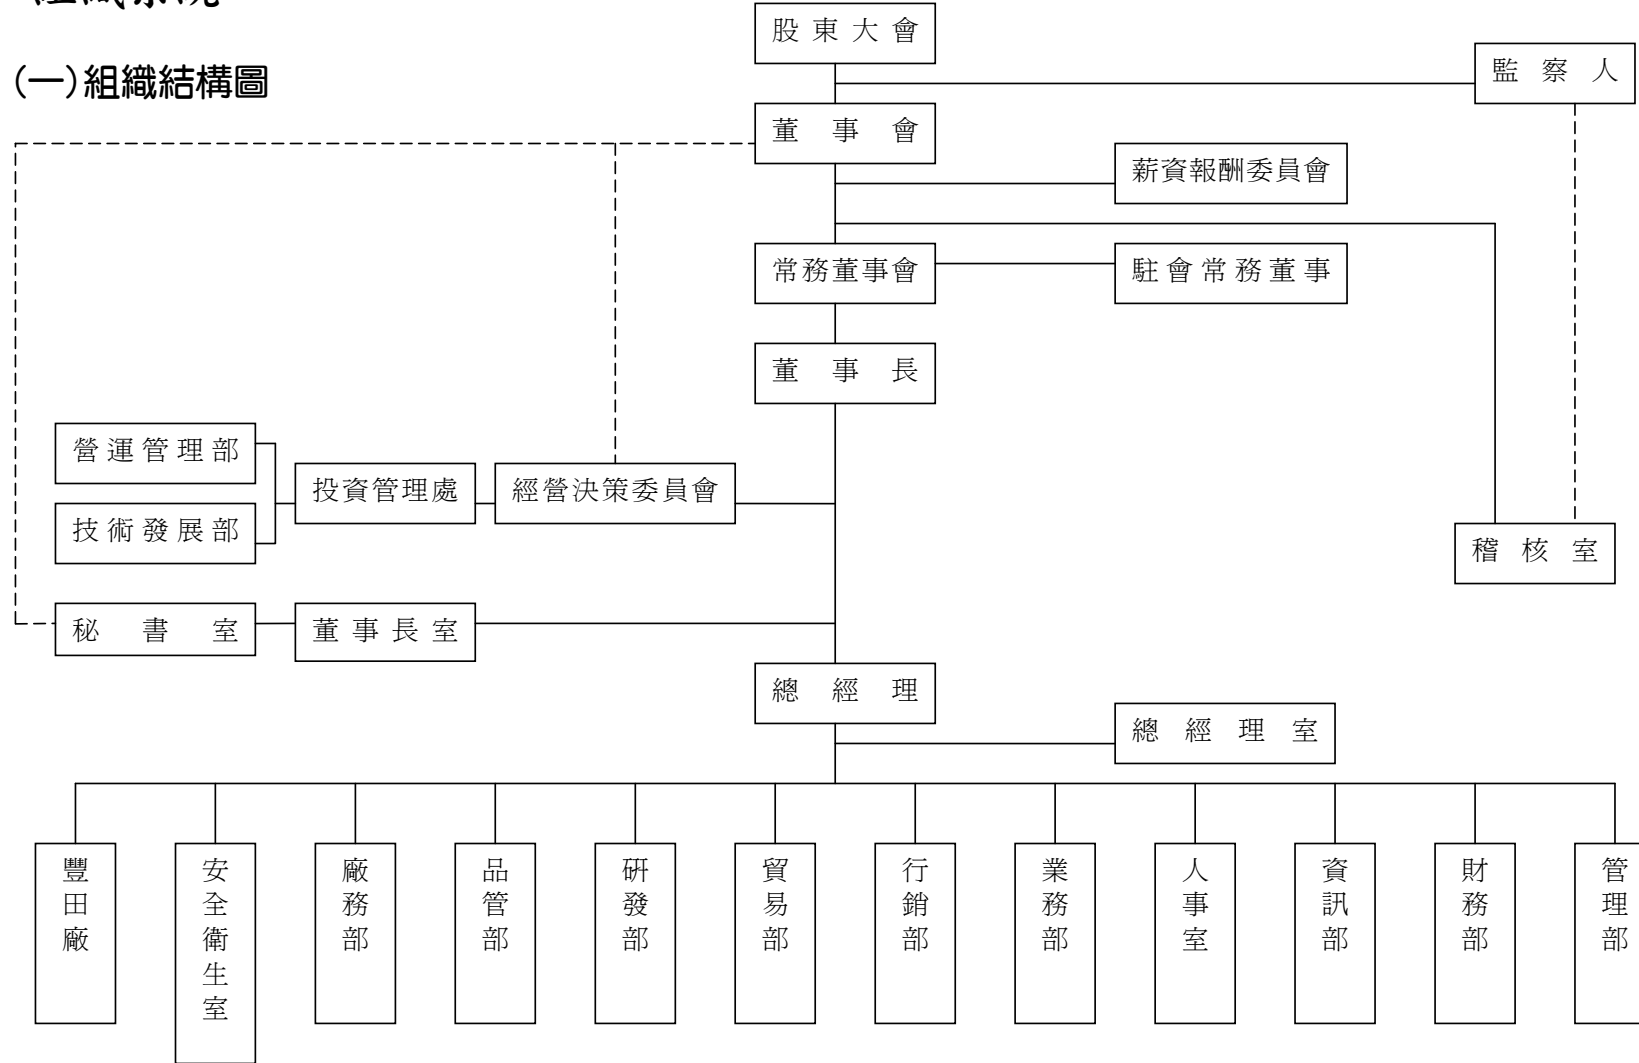 組織系統
(一)組織結構圖
股東大會
監察人
董事會
薪資報酬委員會
常務董事會
駐會常務董事
董事長
營運管理部
投資管理處
經營決策委員會
技術發展部
稽核室
秘書室
董事長室
總經理
總經理室
豐田廠
安全衛生室
廠務部
品管部
研發部
貿易部
行銷部
業務部
人事室
資訊部
財務部
管理部